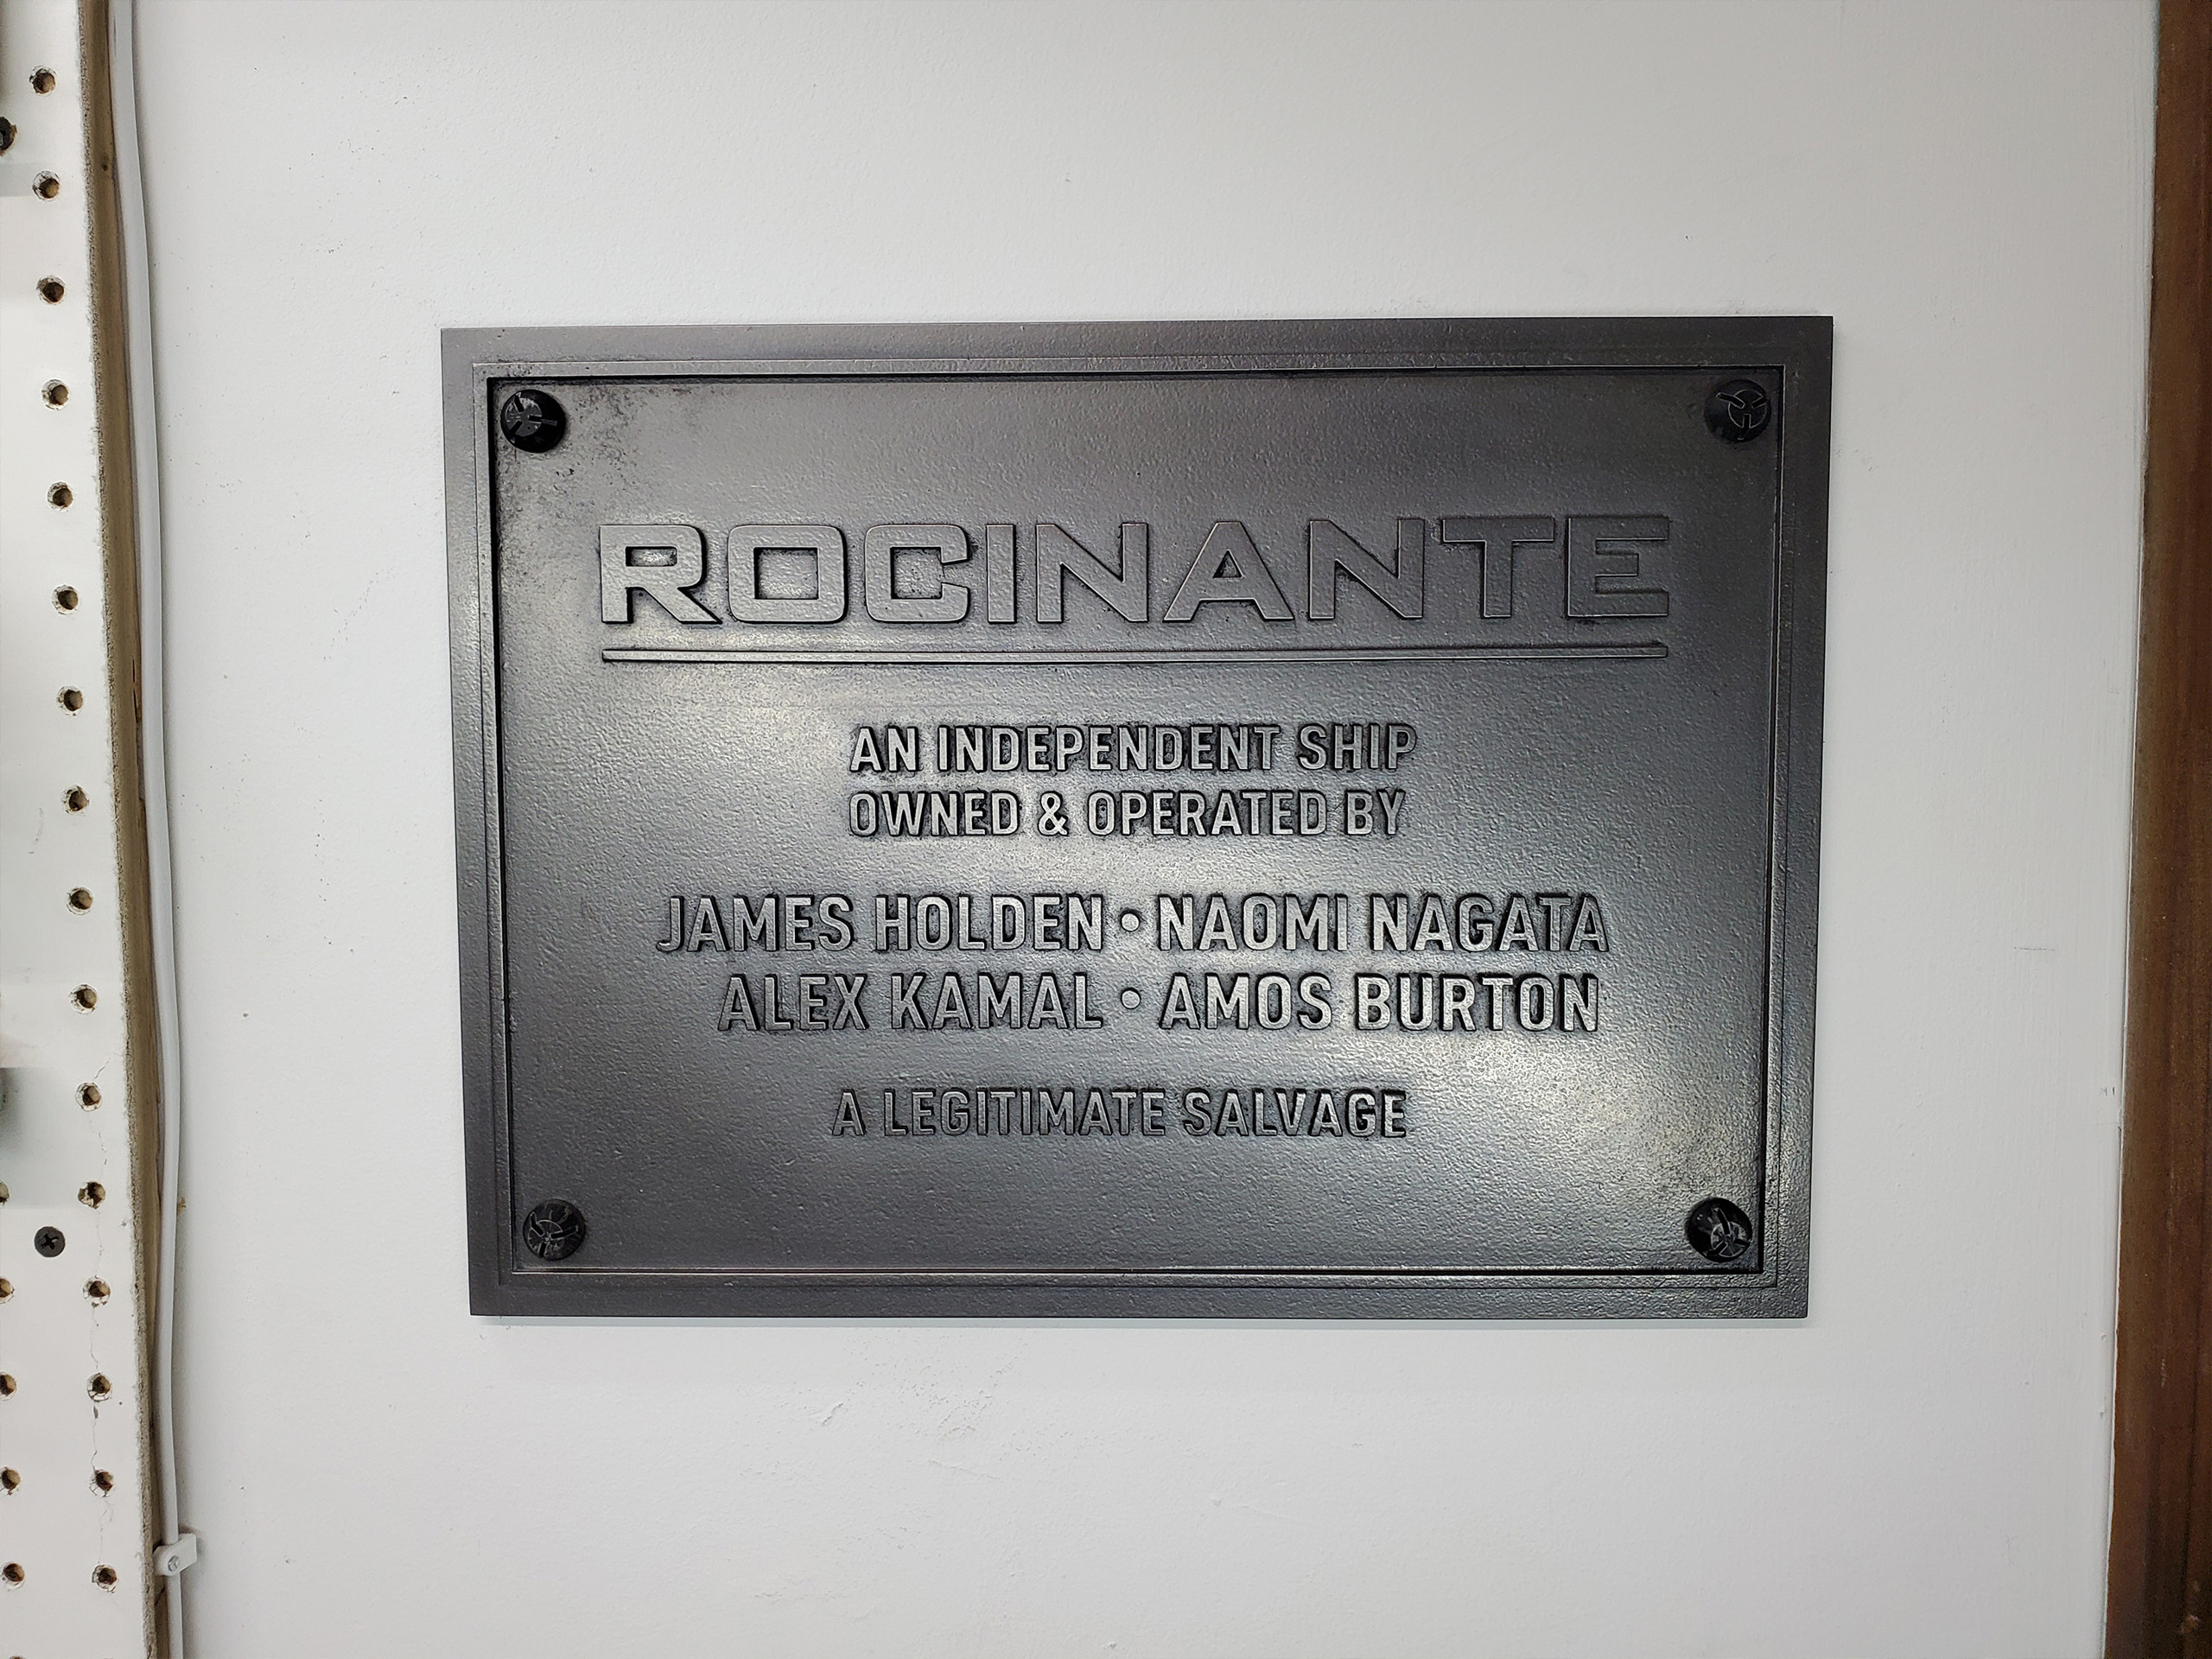 ROCINANTE
AN INDEPENDENT SHIP
OWNED & OPERATED BY
JAMES HOLDEN • NAOMI NAGATA
ALEX KAMAL • AMOS BURTON
A LEGITIMATE SALVAGE